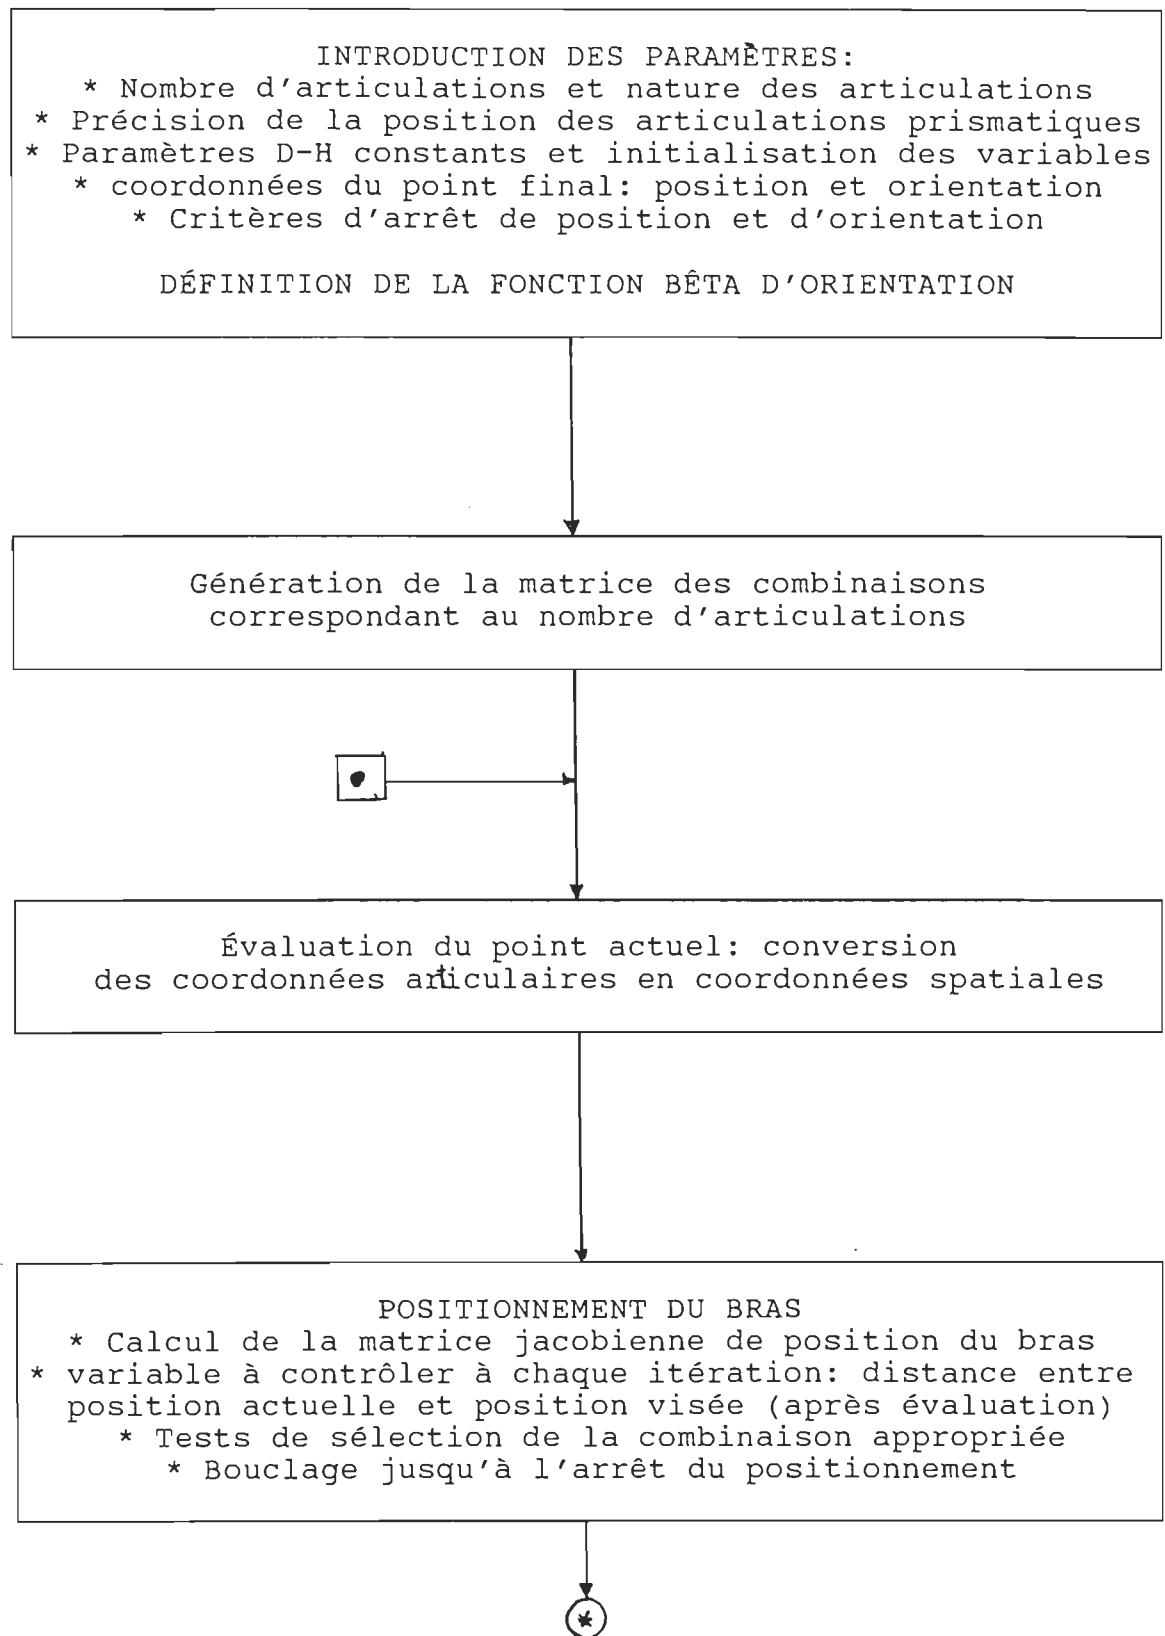 INTRODUCTION DES PARAMÈTRES:
* Nombre d'articulations et nature des articulations
* Précision de la position des articulations prismatiques
* Paramètres D-H constants et initialisation des variables
* coordonnées du point final: position et orientation
* Critères d'arrêt de position et d'orientation
DÉFINITION DE LA FONCTION BÊTA D'ORIENTATION
Génération de la matrice des combinaisons
correspondant au nombre d'articulations
Évaluation du point actuel: conversion
des coordonnées articulaires en coordonnées spatiales
POSITIONNEMENT DU BRAS
* Calcul de la matrice jacobienne de position du bras
* variable à contrôler à chaque itération: distance entre
position actuelle et position visée (après évaluation)
* Tests de sélection de la combinaison appropriée
* Bouclage jusqu'à l'arrêt du positionnement
*